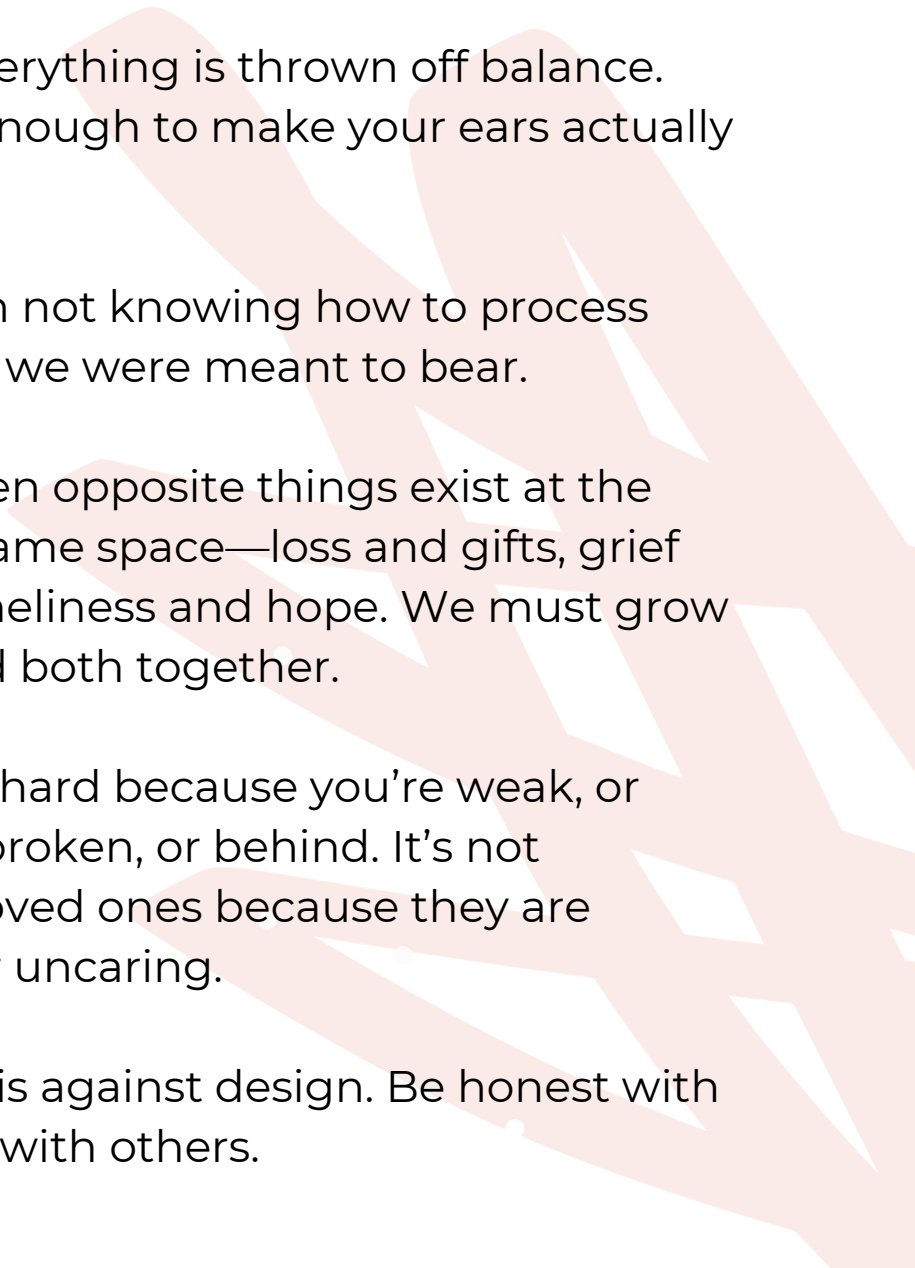 erything is thrown off balance.
nough to make your ears actually
not knowing how to process
we were meant to bear.
en opposite things exist at the
ame space—loss and gifts, grief
neliness and hope. We must grow
both together.
hard because you’re weak, or
broken, or behind. It’s not
oved ones because they are
uncaring.
is against design. Be honest with
with others.